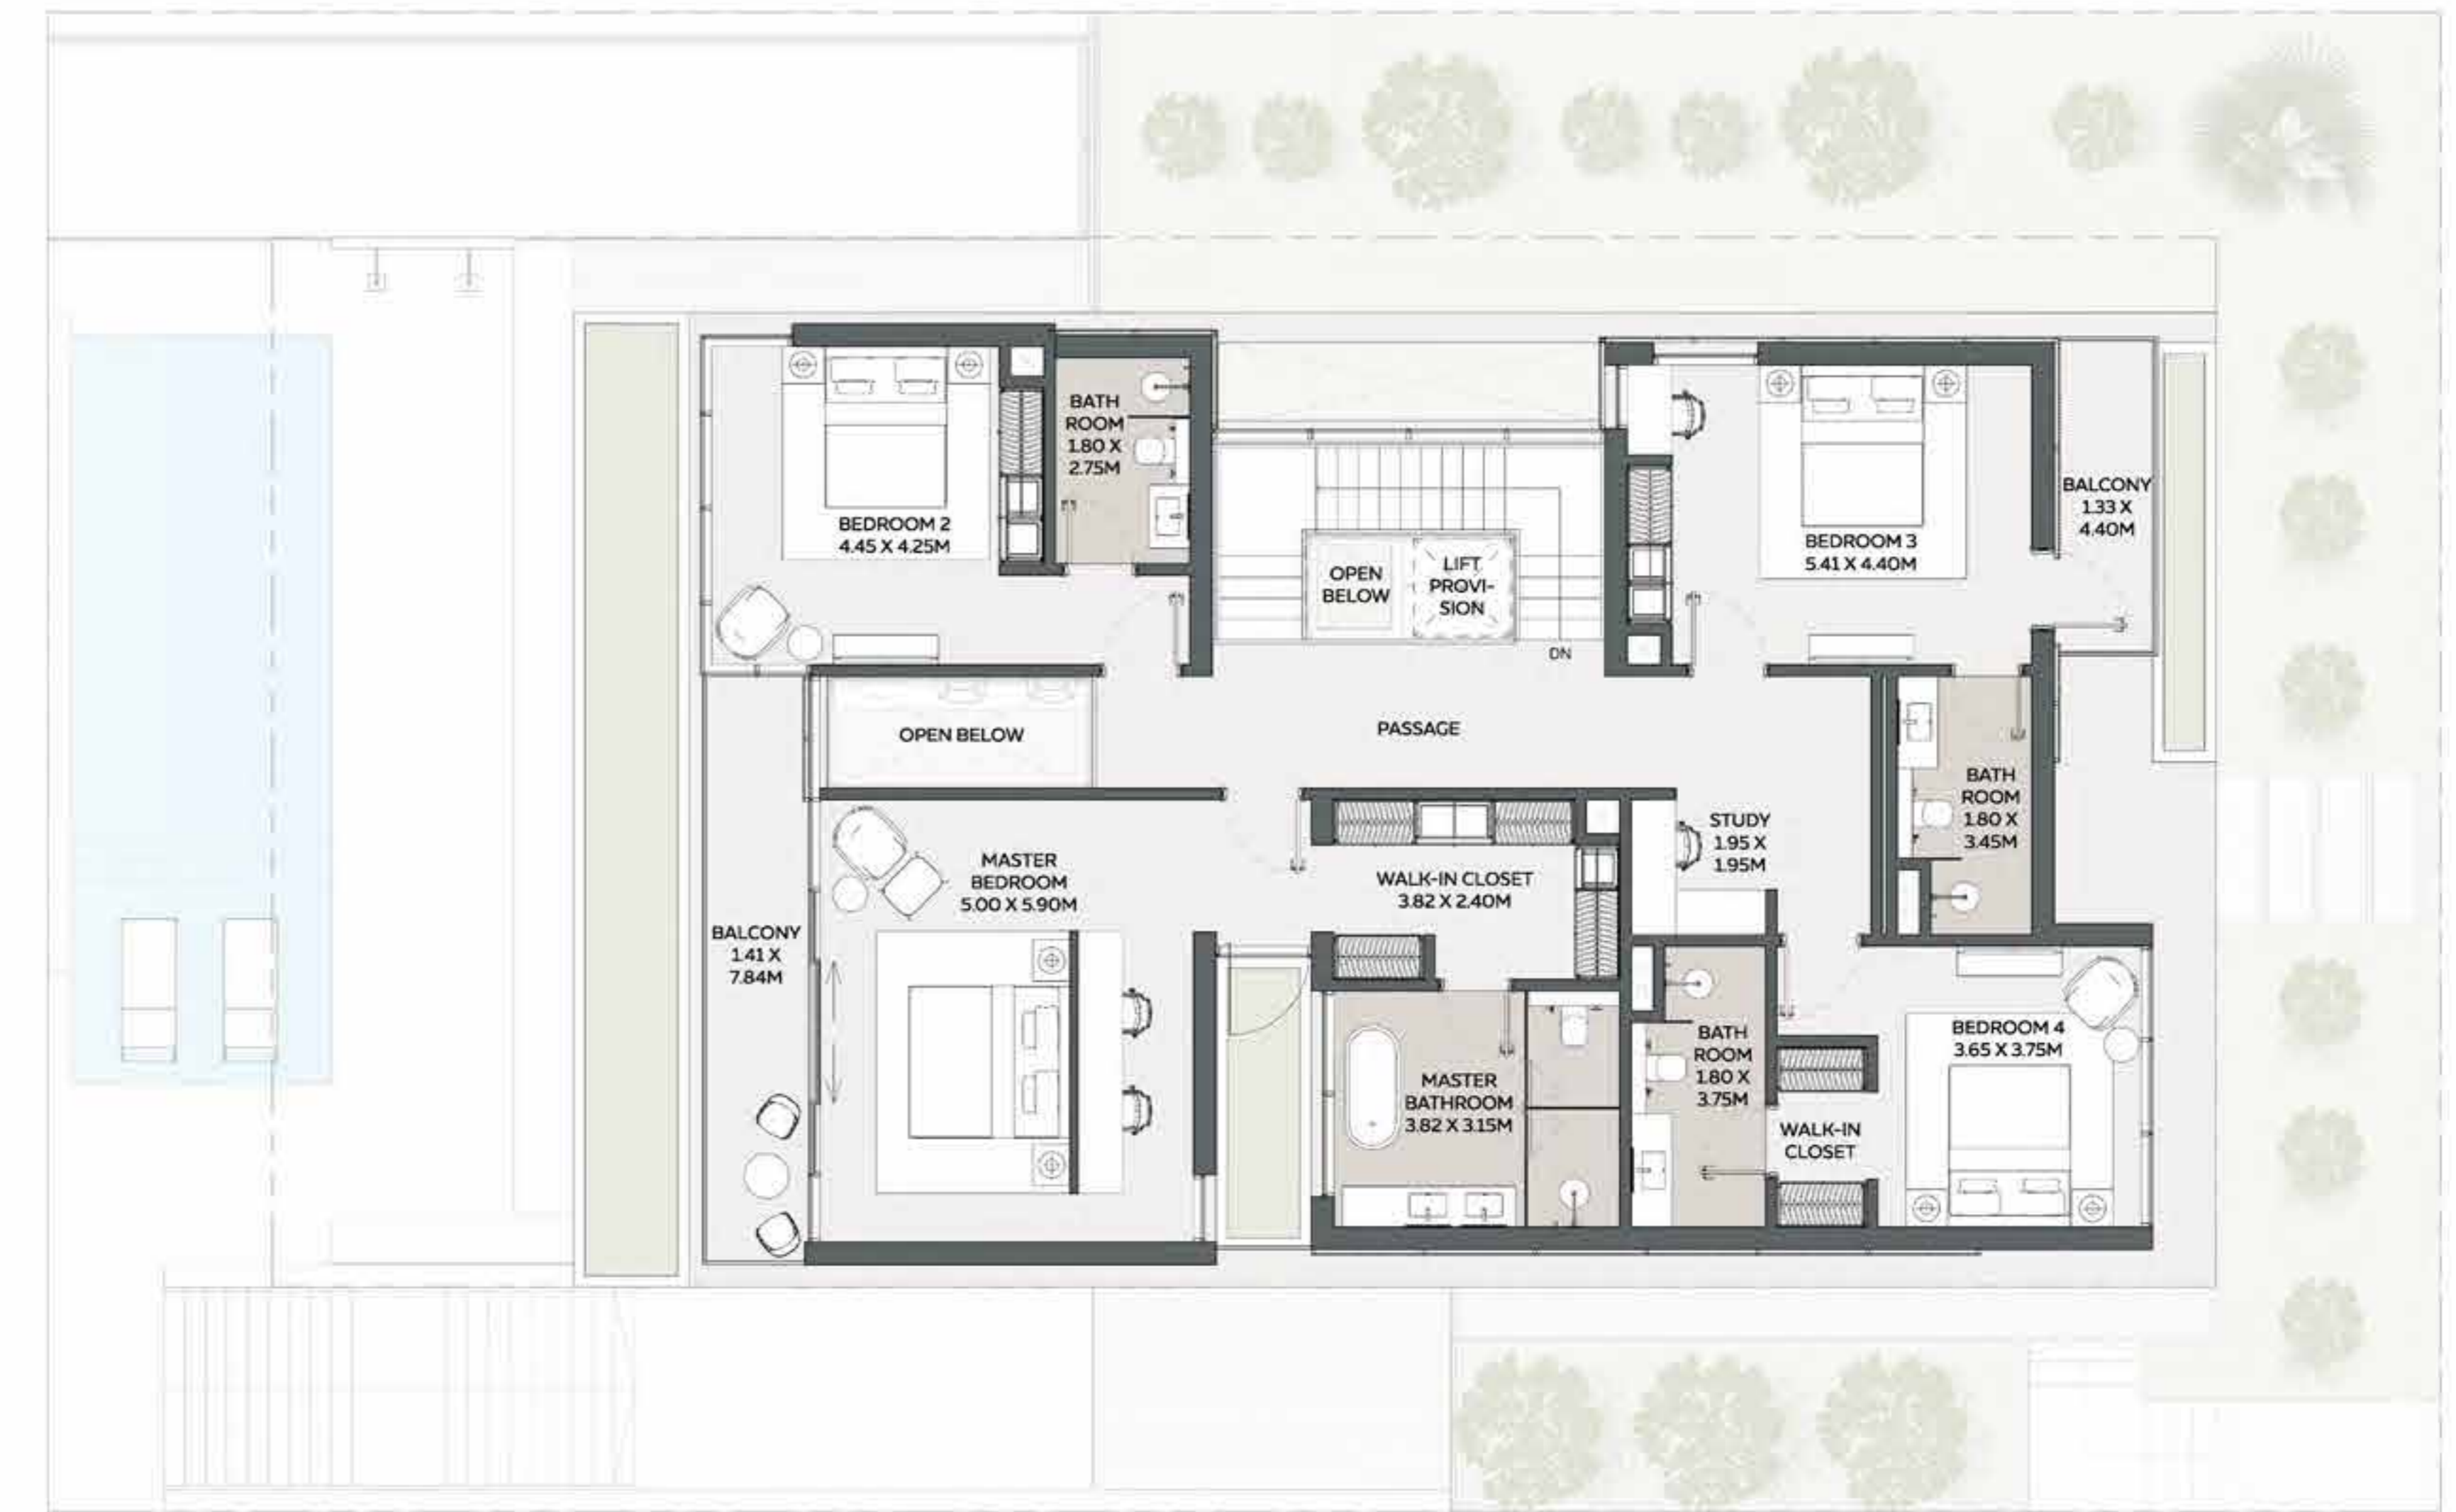 BATH
ROOM
1.80 X
2.75M
BEDROOM 2
4.45 X 4.25M
OPEN
BELOW
LIFT
PROVI-
SION
DN
BEDROOM 3
5.41 X 4.40M
BALCONY
1.33 X
4.40M
OPEN BELOW
PASSAGE
BATH
ROOM
1.80 X
3.45M
STUDY
1.95 X
1.95M
MASTER
BEDROOM
5.00 X 5.90M
WALK-IN CLOSET
3.82 X 2.40M
BALCONY
1.41 X
7.84M
MASTER
BATHROOM
3.82 X 3.15M
BATH
ROOM
1.80 X
3.75M
BEDROOM 4
3.65 X 3.75M
WALK-IN
CLOSET